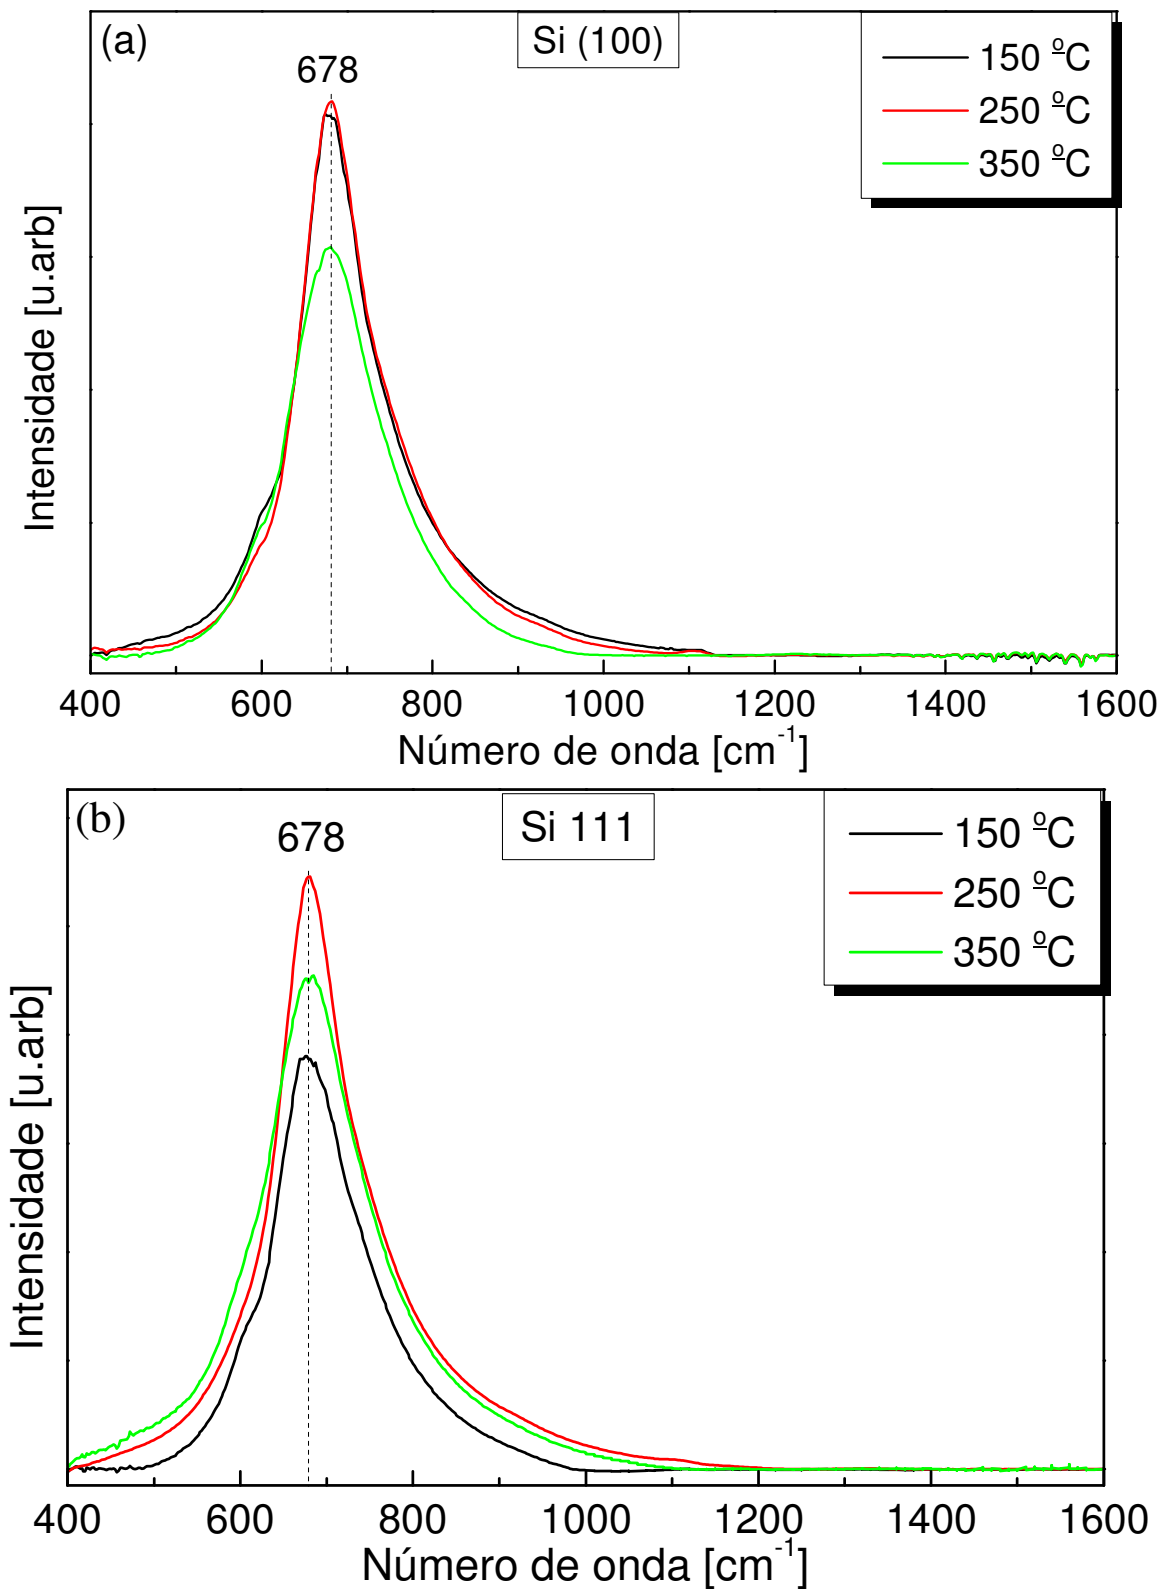 (a)
Si (100)
678
150 ºC
250 ºC
350 ºC
Intensidade [u.arb]
400 600 800 1000 1200 1400 1600
Número de onda [cm-1]
(b)
Si 111
678
150 ºC
250 ºC
350 ºC
Intensidade [u.arb]
400 600 800 1000 1200 1400 1600
Número de onda [cm-1]